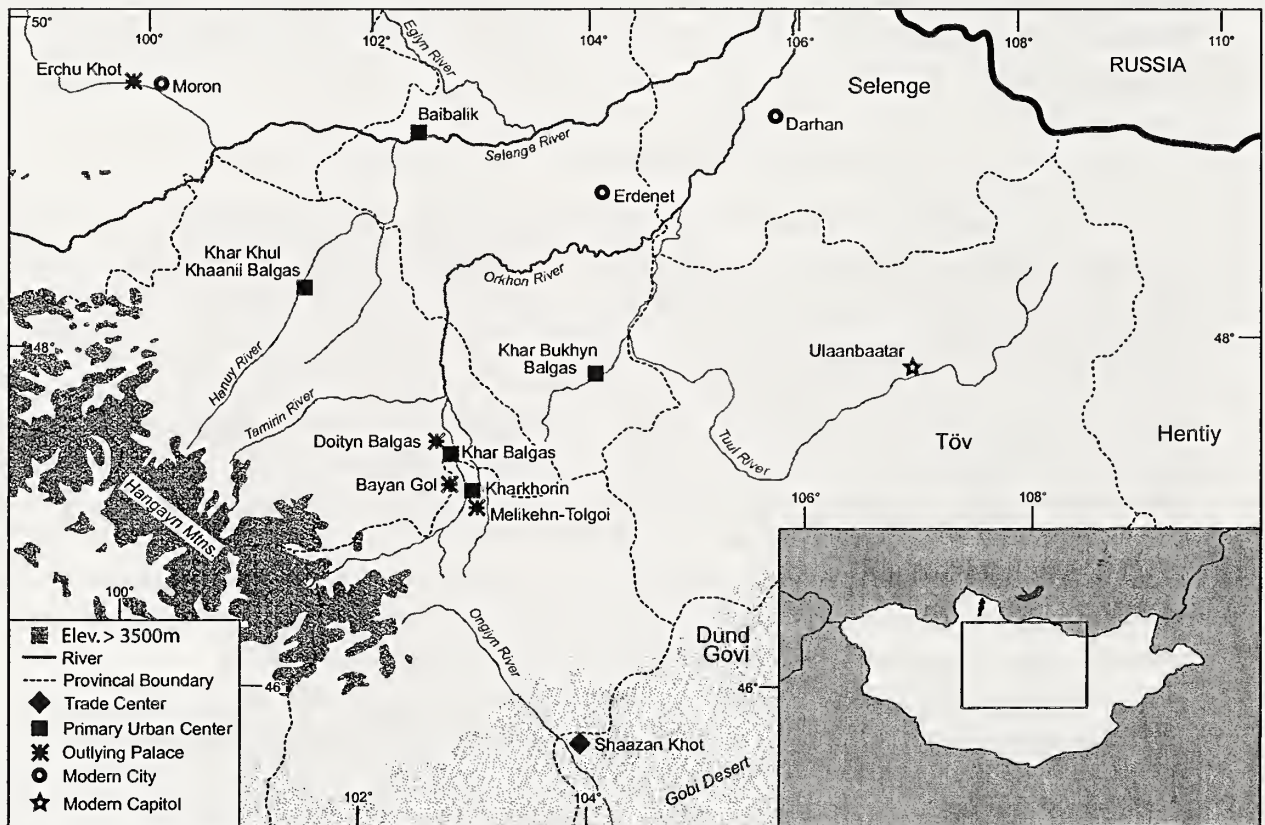 50°
100°
102°
104°
106°
108°
110°
Egiyn River
RUSSIA
Erchu Khot
Moron
Selenge
Baibalik
Darhan
Selenge River
Erdenet
Khar Khul
Khaanii Balgas
Orkhon River
48°
48°
Khar Bukhyn
Balgas
Ulaanbaatar
Hanuy River
Tamirin River
Doityn Balgas
Khar Balgas
Tuul River
Töv
Hentiy
Bayan Gol
Kharkhorin
Melikehn-Tolgoi
106°
108°
Hangayn Mtns.
100°
Ongiyn River
Dund
Govi
Elev. > 3500m
River
Provincal Boundary
Trade Center
Primary Urban Center
Outlying Palace
Modern City
Modern Capitol
46°
46°
Shaazan Khot
Gobi Desert
102°
104°